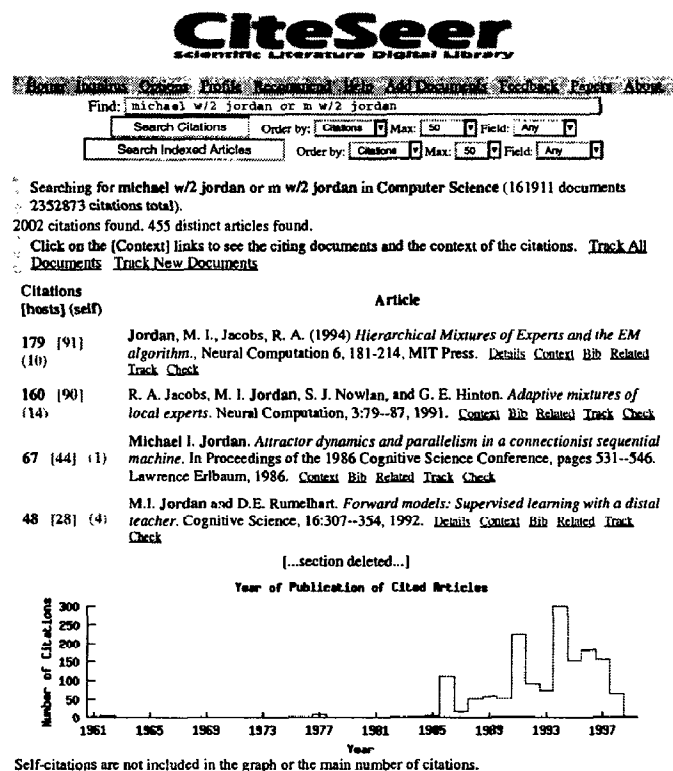 CiteSeer
Scientific Literature Digital Library
Home Inquirus Options Profile Recommend Help Add Documents Feedback Papers About
Find: michael w/2 jordan or m w/2 jordan
Search Citations Order by: Citations Max: 50 Field: Any
Search Indexed Articles Order by: Citations Max: 50 Field: Any
Searching for michael w/2 jordan or m w/2 jordan in Computer Science (161911 documents
2352873 citations total).
2002 citations found. 455 distinct articles found.
Click on the [Context] links to see the citing documents and the context of the citations. Track All
Documents Track New Documents
Citations
[hosts] (self)
Article
179 [91]
(10)
Jordan, M. I., Jacobs, R. A. (1994) Hierarchical Mixtures of Experts and the EM
algorithm., Neural Computation 6, 181-214, MIT Press. Details Context Bib Related
Track Check
160 [90]
(14)
R. A. Jacobs, M. I. Jordan, S. J. Nowlan, and G. E. Hinton. Adaptive mixtures of
local experts. Neural Computation, 3:79--87, 1991. Context Bib Related Track Check
67 [44] (1)
Michael I. Jordan. Attractor dynamics and parallelism in a connectionist sequential
machine. In Proceedings of the 1986 Cognitive Science Conference, pages 531--546.
Lawrence Erlbaum, 1986. Context Bib Related Track Check
48 [28] (4)
M.I. Jordan and D.E. Rumelhart. Forward models: Supervised learning with a distal
teacher. Cognitive Science, 16:307--354, 1992. Details Context Bib Related Track
Check
[...section deleted...]
Year of Publication of Cited Articles
Number of Citations
300
250
200
150
100
50
0
1961 1965 1969 1973 1977 1981 1985 1989 1993 1997
Year
Self-citations are not included in the graph or the main number of citations.